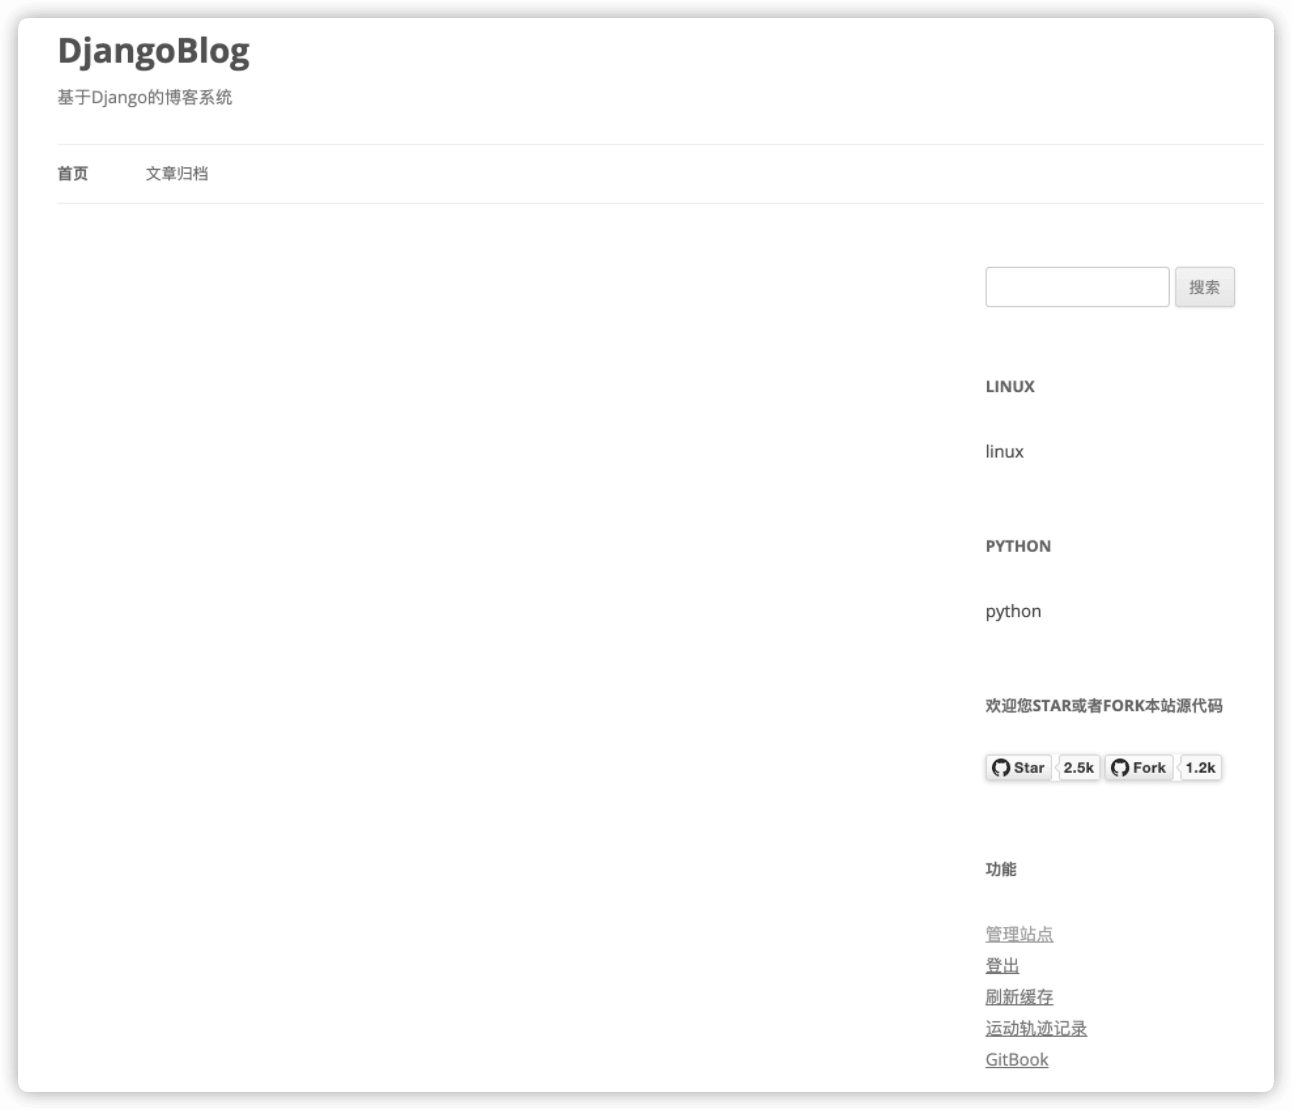 DjangoBlog
基于Django的博客系统
首页 文章归档
搜索
LINUX
linux
PYTHON
python
欢迎您STAR或者FORK本站源代码
Star 2.5k Fork 1.2k
功能
管理站点
登出
刷新缓存
运动轨迹记录
GitBook